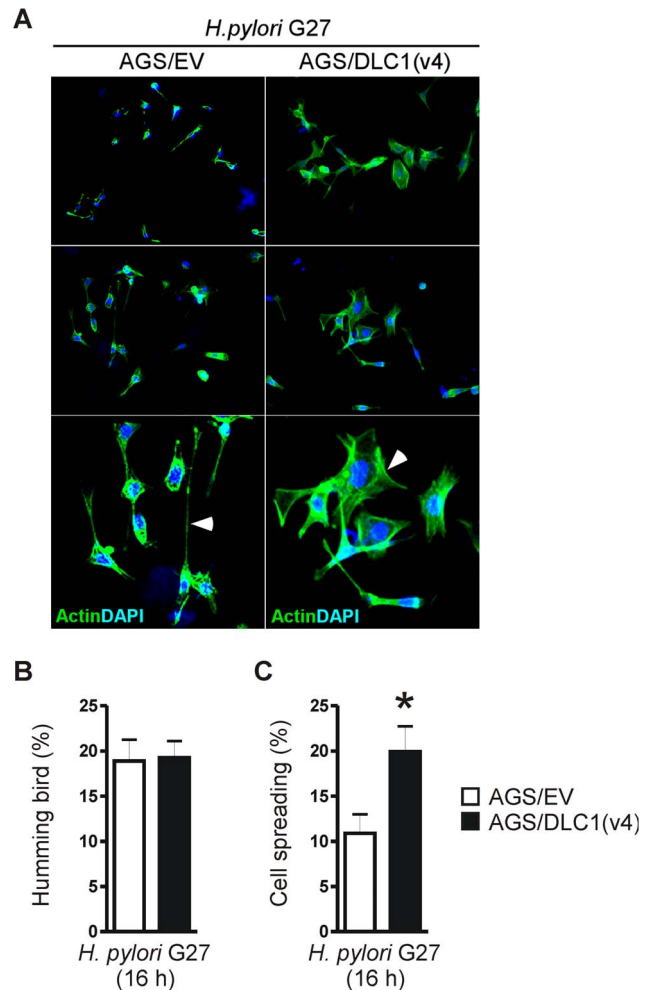 A
H.pylori G27
AGS/EV AGS/DLC1(v4)
ActinDAPI ActinDAPI
B
Humming bird (%)
25
20
15
10
5
0
H. pylori G27
(16 h)
C
Cell spreading (%)
25
20
15
10
5
0
*
H. pylori G27
(16 h)
AGS/EV
AGS/DLC1(v4)